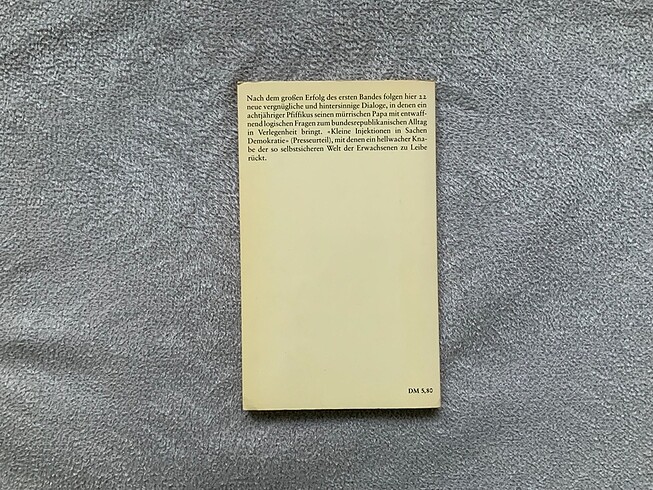 Nach dem großen Erfolg des ersten Bandes folgen hier 22
neue vergnügliche und hintersinnige Dialoge, in denen ein
achtjähriger Pfiffikus seinen mürrischen Papa mit entwaff-
nend logischen Fragen zum bundesrepublikanischen Alltag
in Verlegenheit bringt. «Kleine Injektionen in Sachen
Demokratie» (Presseurteil), mit denen ein hellwacher Kna-
be der so selbstsicheren Welt der Erwachsenen zu Leibe
rückt.
DM 5,80